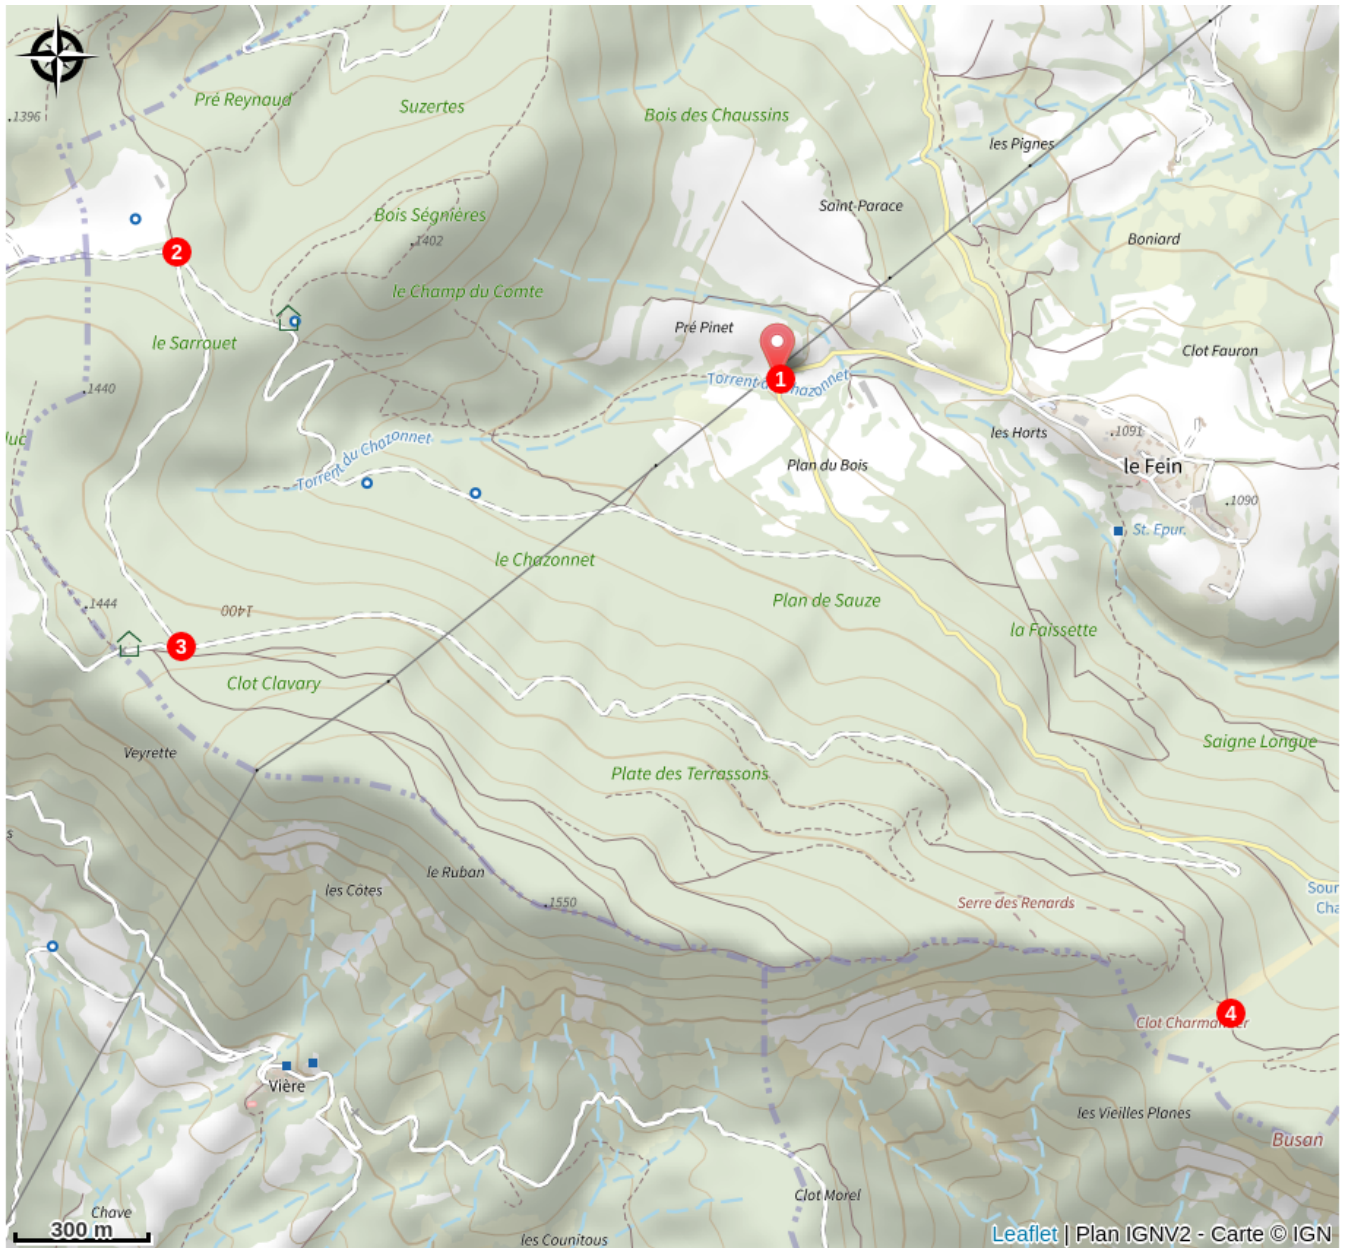 Pré Reynaud
Suzertes
Bois des Chaussins
.1396
les Pignes
2
Bois Ségnières
.1402
Saint-Parace
Boniard
le Champ du Comte
le Sarrouet
Pré Pinet
Clot Fauron
1
.1440
les Horts
.1091
le Fein
Torrent du Chazonnet
Plan du Bois
.1090
St. Epur.
le Chazonnet
Plan de Sauze
.1444
1400
la Faissette
3
Clot Clavary
Saigne Longue
Veyrette
Plate des Terrassons
le Ruban
les Côtes
.1550
Serre des Renards
Sour
Cha
4
Vière
les Vieilles Planes
Busan
Clot Morel
Chave
300 m
les Counitous
Leaflet | Plan IGNV2 - Carte © IGN